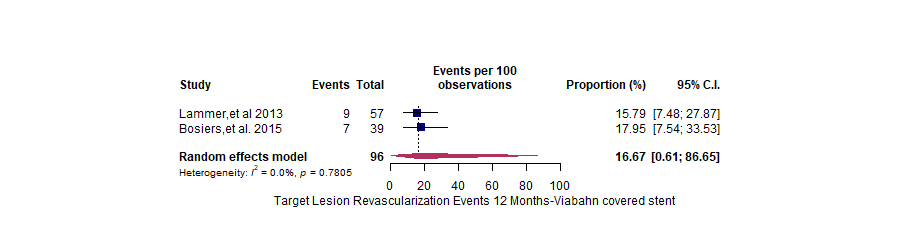 Events per 100
Study Events Total observations Proportion (%) 95% C.I.
Lammer,et al 2013 9 57 15.79 [7.48; 27.87]
Bosiers,et al. 2015 7 39 17.95 [7.54; 33.53]
Random effects model 96 16.67 [0.61; 86.65]
Heterogeneity: I² = 0.0%, p = 0.7805
0 20 40 60 80 100
Target Lesion Revascularization Events 12 Months-Viabahn covered stent